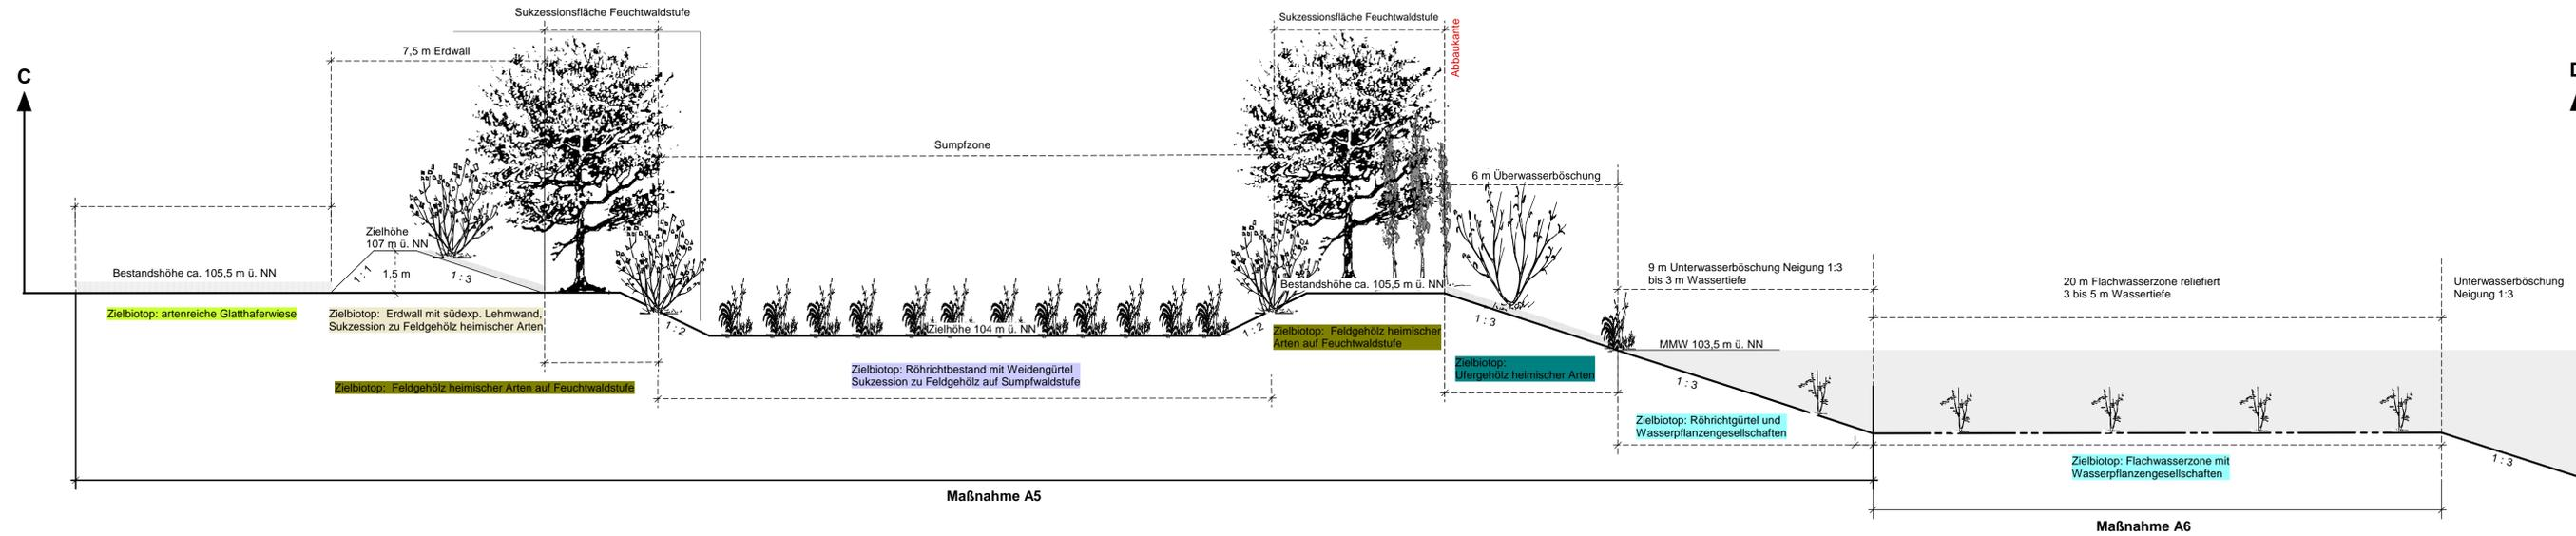 Sukzessionsfläche Feuchtwaldstufe
Sukzessionsfläche Feuchtwaldstufe
Abbaukante
7,5 m Erdwall
C
D
Sumpfzone
6 m Überwasserböschung
Zielhöhe
107 m ü. NN
Bestandshöhe ca. 105,5 m ü. NN
1 : 1
1,5 m
1 : 3
Bestandshöhe ca. 105,5 m ü. NN
9 m Unterwasserböschung Neigung 1:3
bis 3 m Wassertiefe
20 m Flachwasserzone reliefiert
3 bis 5 m Wassertiefe
Unterwasserböschung
Neigung 1:3
Zielbiotop: artenreiche Glatthaferwiese
Zielbiotop: Erdwall mit südexp. Lehmwand,
Sukzession zu Feldgehölz heimischer Arten
1 : 2
Zielhöhe 104 m ü. NN
1 : 2
Zielbiotop: Feldgehölz heimischer
Arten auf Feuchtwaldstufe
1 : 3
MMW 103,5 m ü. NN
Zielbiotop: Feldgehölz heimischer Arten auf Feuchtwaldstufe
Zielbiotop: Röhrichtbestand mit Weidengürtel
Sukzession zu Feldgehölz auf Sumpfwaldstufe
Zielbiotop:
Ufergehölz heimischer Arten
1 : 3
Zielbiotop: Röhrichtgürtel und
Wasserpflanzengesellschaften
Zielbiotop: Flachwasserzone mit
Wasserpflanzengesellschaften
1 : 3
Maßnahme A5
Maßnahme A6